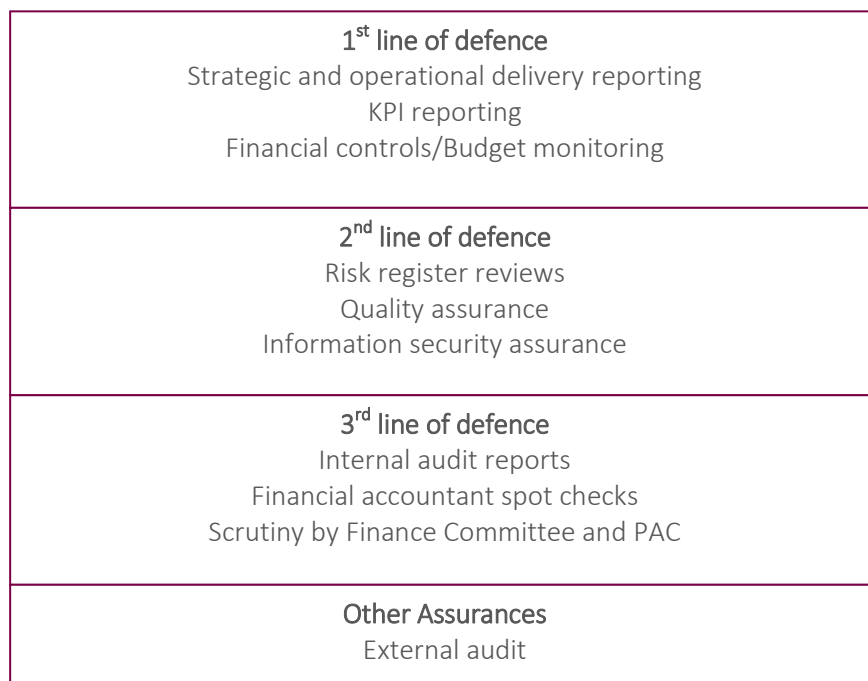 1st line of defence
Strategic and operational delivery reporting
KPI reporting
Financial controls/Budget monitoring
2nd line of defence
Risk register reviews
Quality assurance
Information security assurance
3rd line of defence
Internal audit reports
Financial accountant spot checks
Scrutiny by Finance Committee and PAC
Other Assurances
External audit